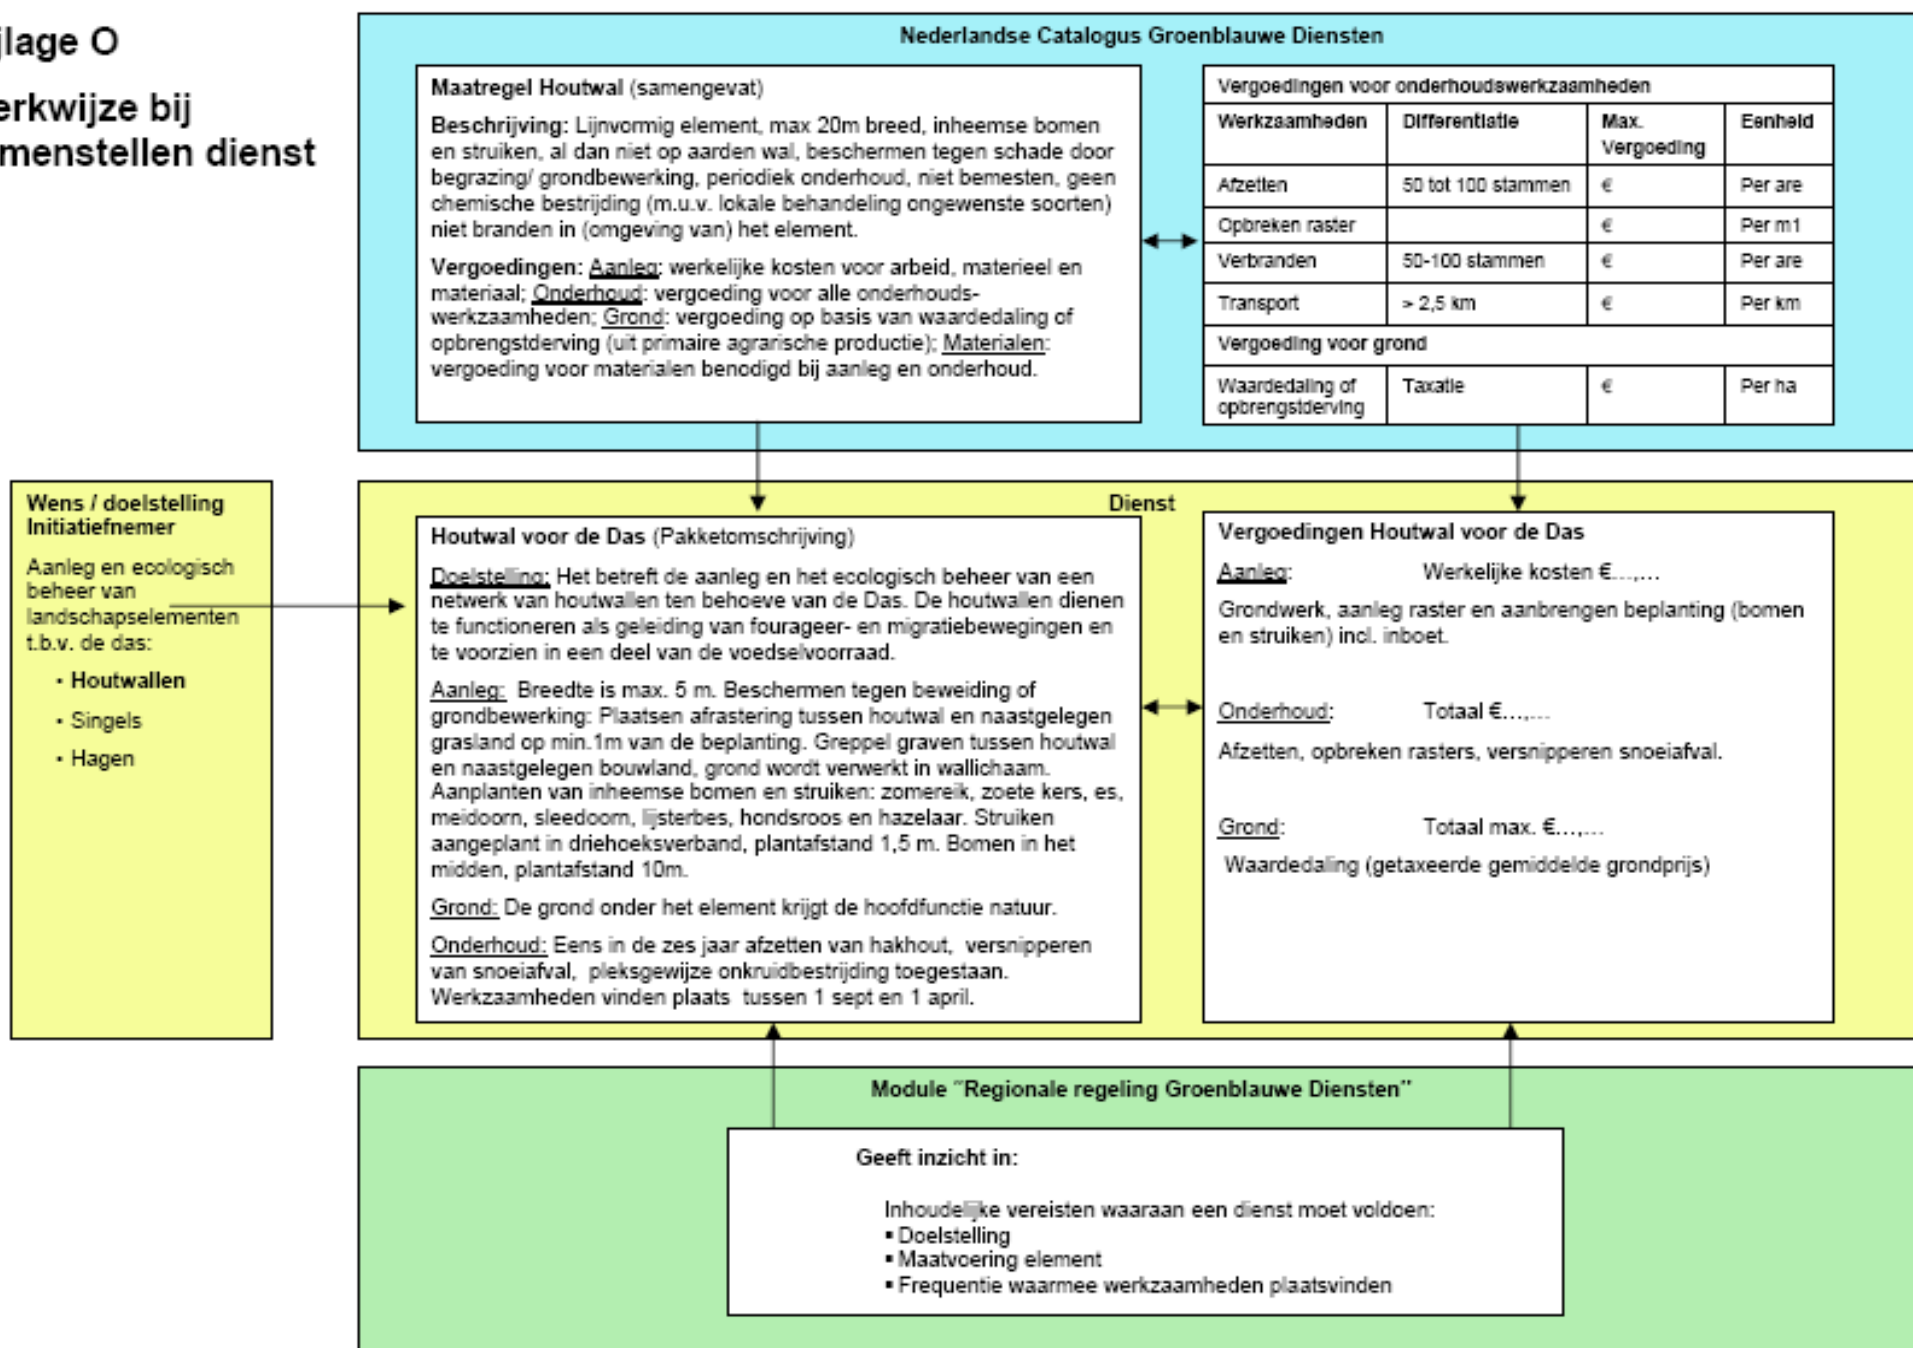 jlage O
erkwijze bij
menstellen dienst
Nederlandse Catalogus Groenblauwe Diensten
Maatregel Houtwal (samengevat)
Beschrijving: Lijnvormig element, max 20m breed, inheemse bomen
en struiken, al dan niet op aarden wal, beschermen tegen schade door
begrazing/ grondbewerking, periodiek onderhoud, niet bemesten, geen
chemische bestrijding (m.u.v. lokale behandeling ongewenste soorten)
niet branden in (omgeving van) het element.
Vergoedingen: Aanleg: werkelijke kosten voor arbeid, materieel en
materiaal; Onderhoud: vergoeding voor alle onderhouds-
werkzaamheden; Grond: vergoeding op basis van waardedaling of
opbrengstderving (uit primaire agrarische productie); Materialen:
vergoeding voor materialen benodigd bij aanleg en onderhoud.
Vergoedingen voor onderhoudswerkzaamheden
Werkzaamheden Differentiatie Max. Eenheid
Vergoeding
Afzetten 50 tot 100 stammen € Per are
Opbreken raster € Per m1
Verbranden 50-100 stammen € Per are
Transport > 2,5 km € Per km
Vergoeding voor grond
Waardedaling of Taxatie € Per ha
opbrengstderving
Wens / doelstelling
Initiatiefnemer
Aanleg en ecologisch
beheer van
landschapselementen
t.b.v. de das:
• Houtwallen
• Singels
• Hagen
Dienst
Houtwal voor de Das (Pakketomschrijving)
Doelstelling: Het betreft de aanleg en het ecologisch beheer van een
netwerk van houtwallen ten behoeve van de Das. De houtwallen dienen
te functioneren als geleiding van fourageer- en migratiebewegingen en
te voorzien in een deel van de voedselvoorraad.
Aanleg: Breedte is max. 5 m. Beschermen tegen beweiding of
grondbewerking: Plaatsen afrastering tussen houtwal en naastgelegen
grasland op min.1m van de beplanting. Greppel graven tussen houtwal
en naastgelegen bouwland, grond wordt verwerkt in wallichaam.
Aanplanten van inheemse bomen en struiken: zomereik, zoete kers, es,
meidoorn, sleedoorn, lijsterbes, hondsroos en hazelaar. Struiken
aangeplant in driehoeksverband, plantafstand 1,5 m. Bomen in het
midden, plantafstand 10m.
Grond: De grond onder het element krijgt de hoofdfunctie natuur.
Onderhoud: Eens in de zes jaar afzetten van hakhout, versnipperen
van snoeiafval, pleksgewijze onkruidbestrijding toegestaan.
Werkzaamheden vinden plaats tussen 1 sept en 1 april.
Vergoedingen Houtwal voor de Das
Aanleg: Werkelijke kosten €...,...
Grondwerk, aanleg raster en aanbrengen beplanting (bomen
en struiken) incl. inboet.
Onderhoud: Totaal €...,...
Afzetten, opbreken rasters, versnipperen snoeiafval.
Grond: Totaal max. €...,...
Waardedaling (getaxeerde gemiddelde grondprijs)
Module "Regionale regeling Groenblauwe Diensten"
Geeft inzicht in:
Inhoudelijke vereisten waaraan een dienst moet voldoen:
▪ Doelstelling
▪ Maatvoering element
▪ Frequentie waarmee werkzaamheden plaatsvinden